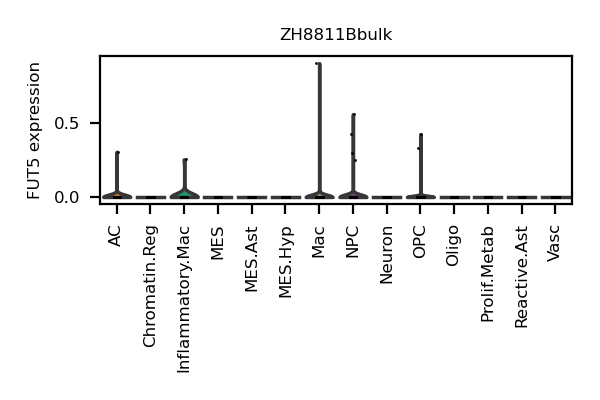 ZH8811Bbulk
FUT5 expression
0.5
0.0
AC
Chromatin.Reg
Inflammatory.Mac
MES
MES.Ast
MES.Hyp
Mac
NPC
Neuron
OPC
Oligo
Prolif.Metab
Reactive.Ast
Vasc